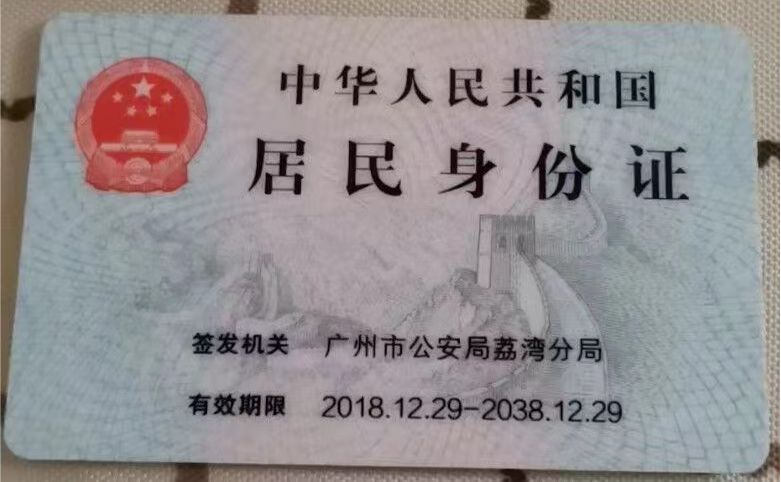 中华人民共和国
居民身份证
签发机关 广州市公安局荔湾分局
有效期限 2018.12.29-2038.12.29